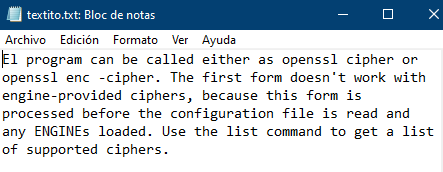 textito.txt: Bloc de notas
Archivo Edición Formato Ver Ayuda
El program can be called either as openssl cipher or
openssl enc -cipher. The first form doesn't work with
engine-provided ciphers, because this form is
processed before the configuration file is read and
any ENGINEs loaded. Use the list command to get a list
of supported ciphers.